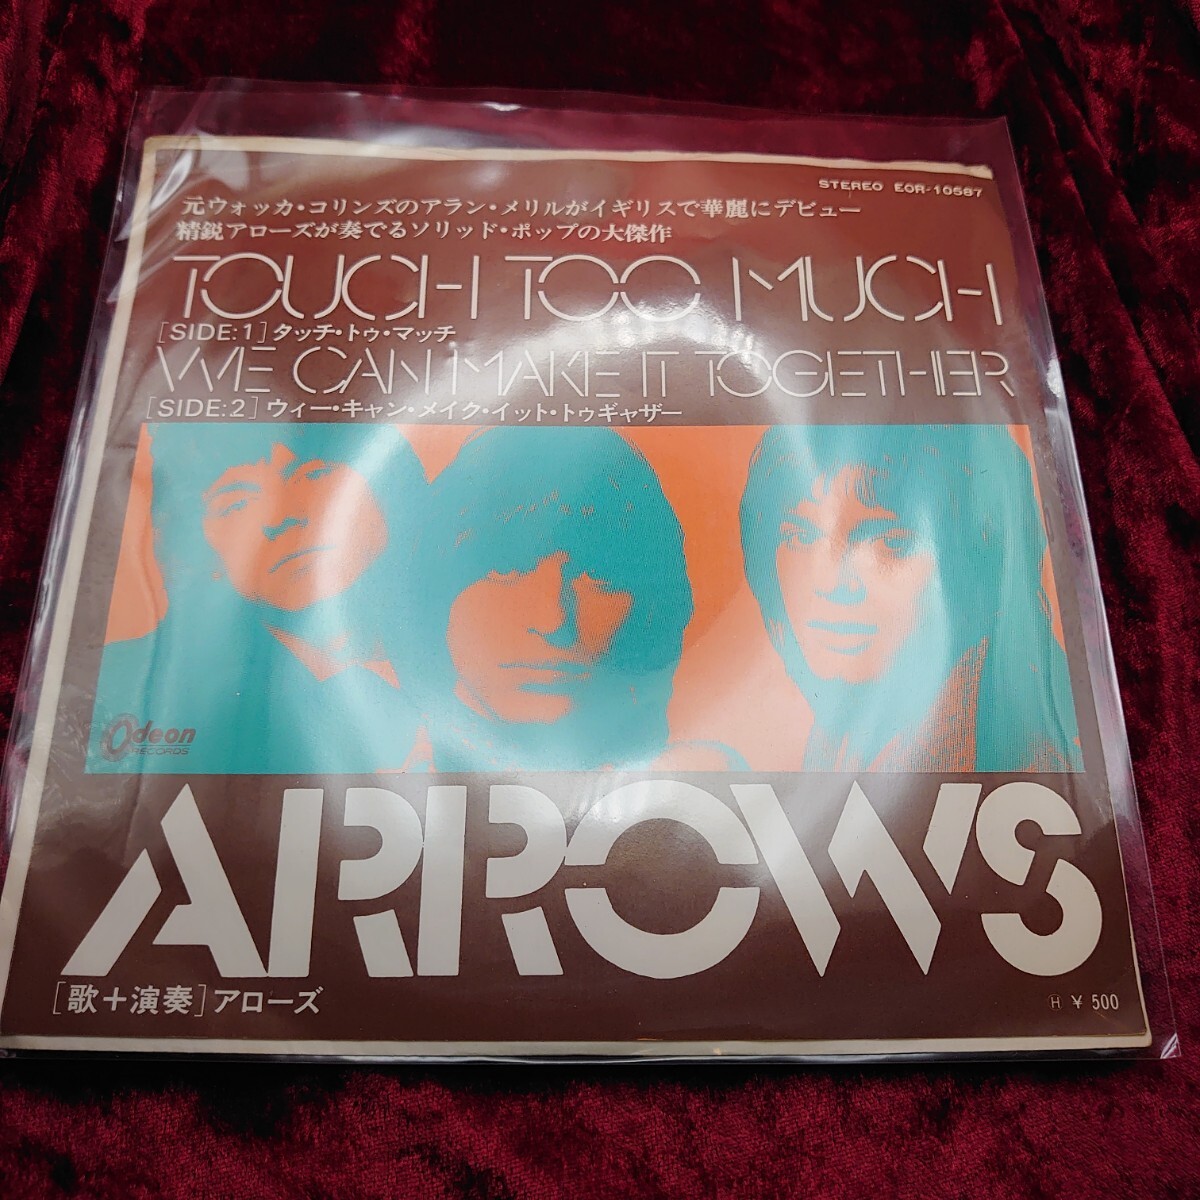 STEREO EOR-10567
元ウォッカ・コリンズのアラン・メリルがイギリスで華麗にデビュー
精鋭アローズが奏でるソリッド・ポップの大傑作
TOUCH TOO MUCH
[SIDE:1]タッチ・トゥ・マッチ
WE CAN MAKE IT TOGETHER
[SIDE:2]ウィー・キャン・メイク・イット・トゥギャザー
Odeon
RECORDS
ARROWS
[歌+演奏]アローズ
Ⓗ ¥ 500